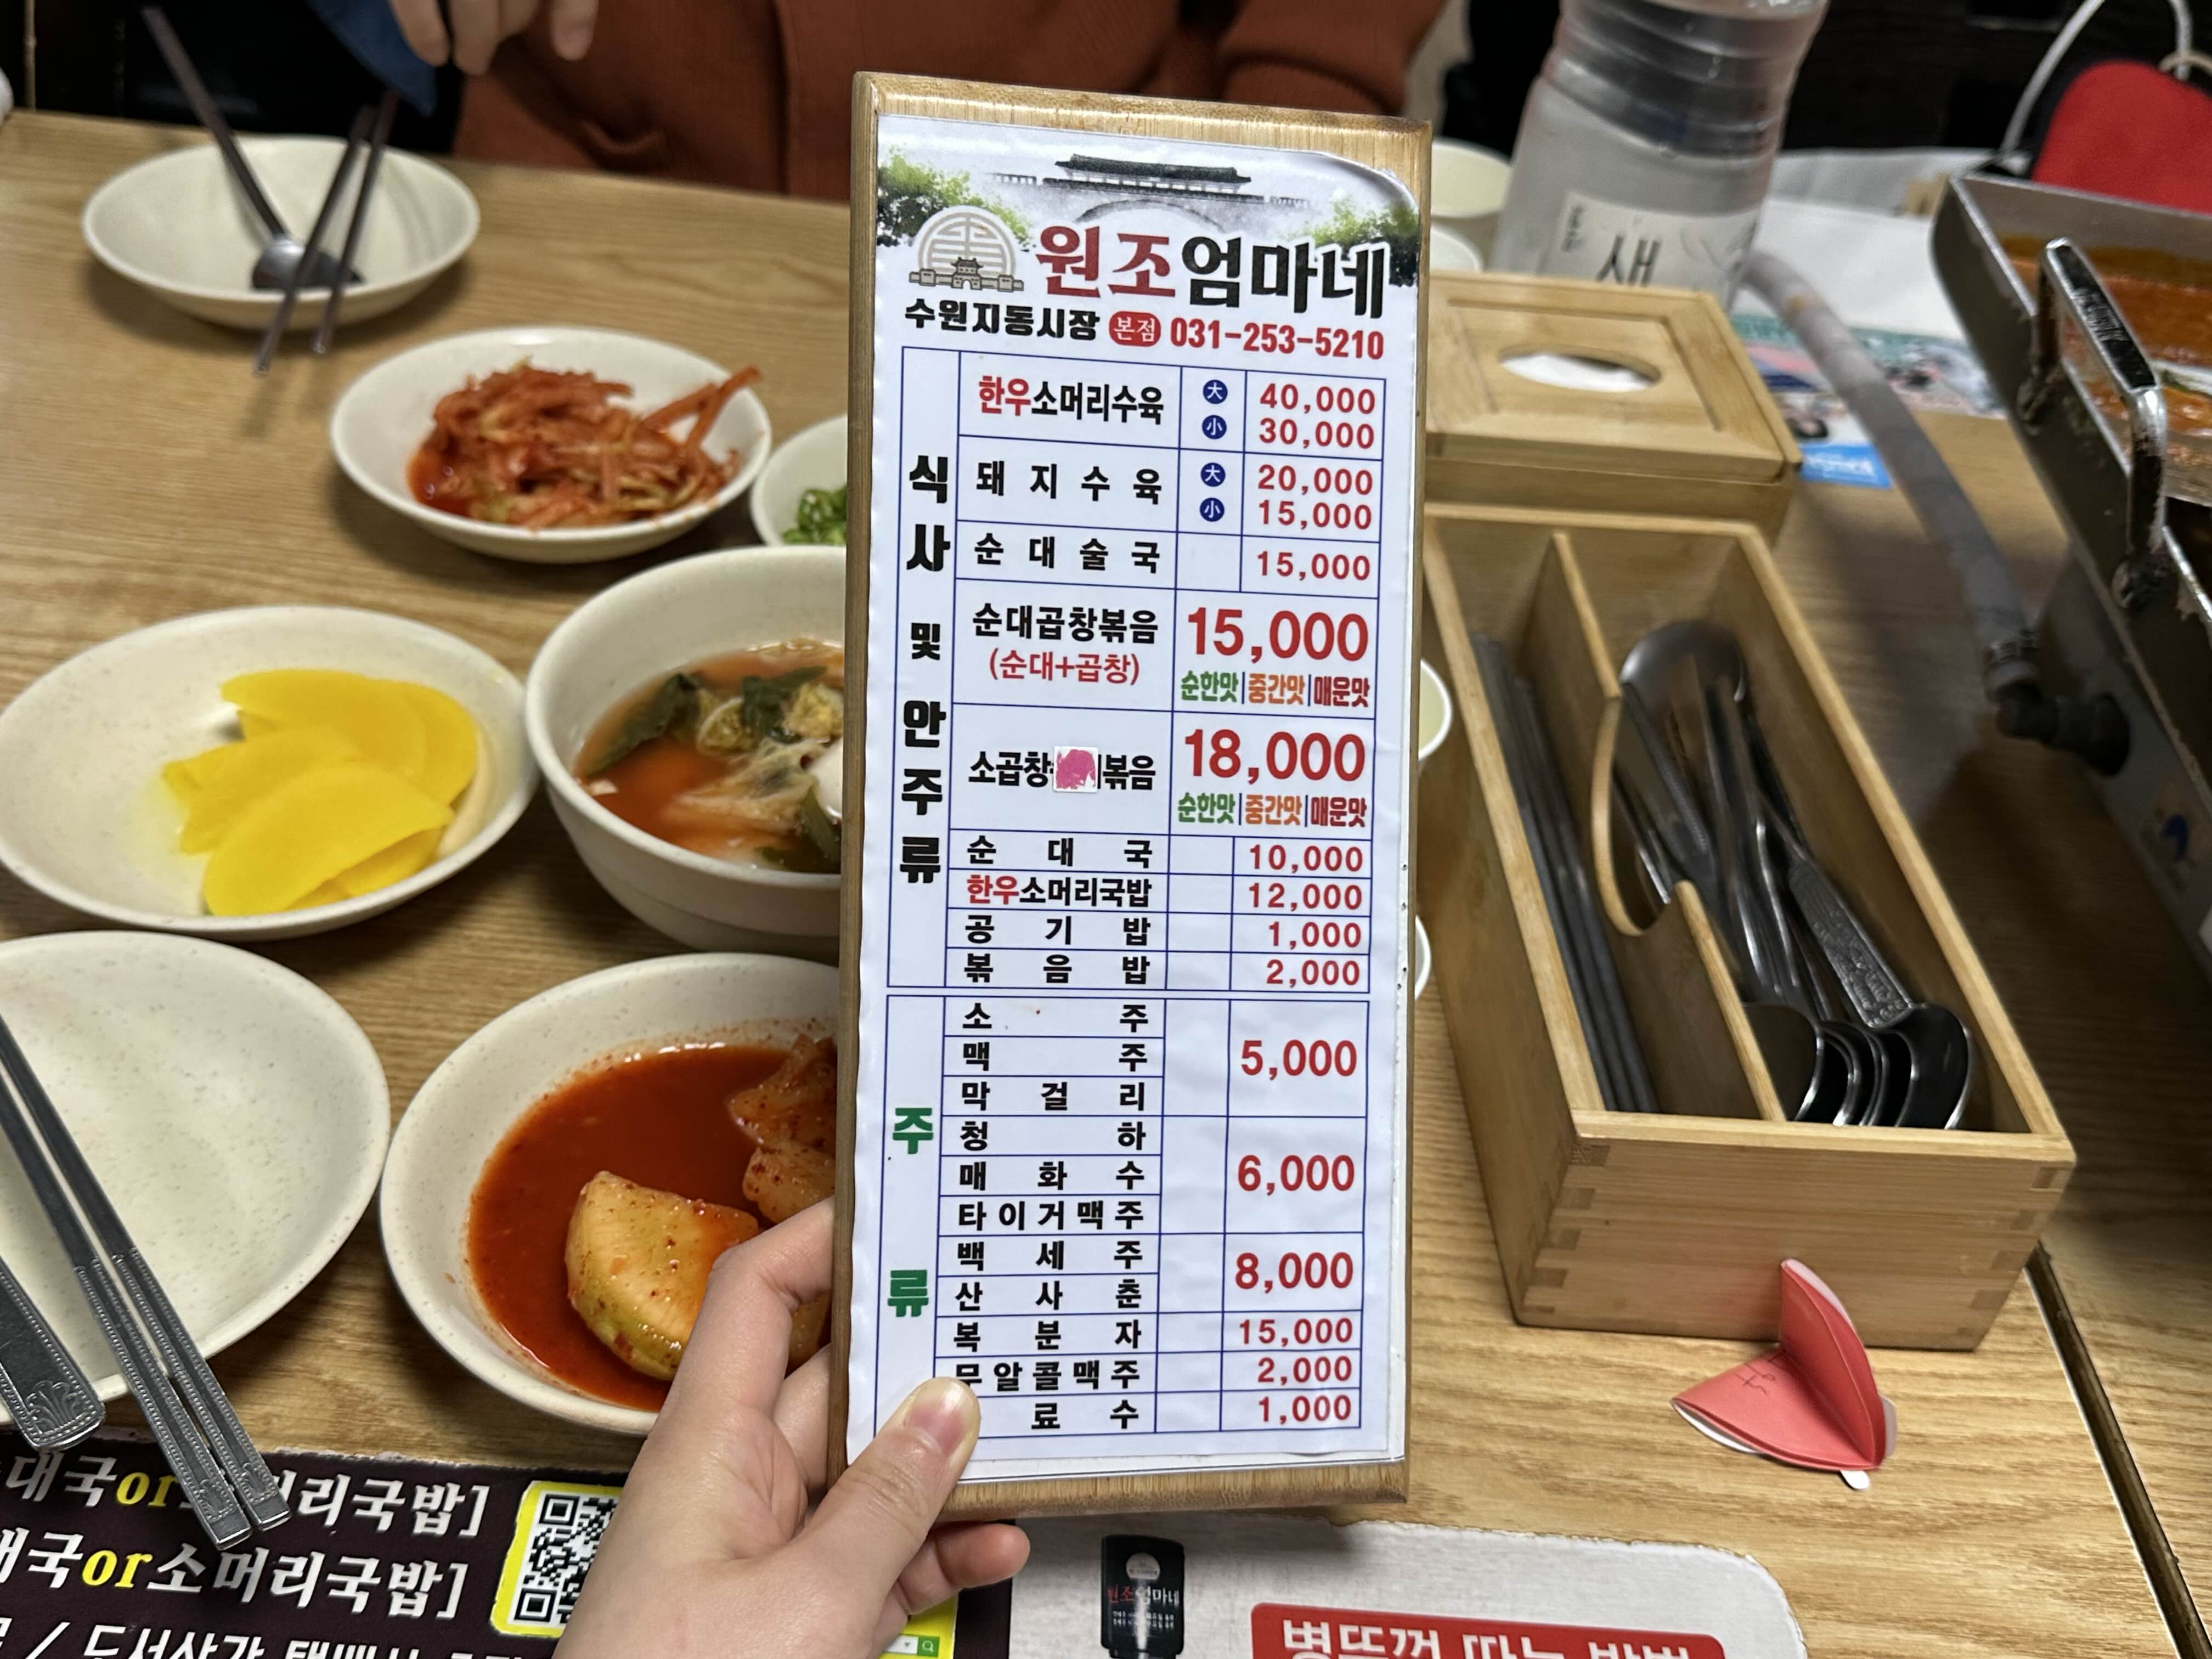 원조엄마네
수원지동시장 본점 031-253-5210
식사 및 안주류
한우소머리수육 大 40,000
小 30,000
돼지수육 大 20,000
小 15,000
순대술국 15,000
순대곱창볶음 15,000
(순대+곱창) 순한맛|중간맛|매운맛
소곱창 볶음 18,000
순한맛|중간맛|매운맛
순대국 10,000
한우소머리국밥 12,000
공기밥 1,000
볶음밥 2,000
주류
소주
맥주 5,000
막걸리
청하
매화수 6,000
타이거맥주
백세주 8,000
산사춘
복분자 15,000
무알콜맥주 2,000
료수 1,000
새
대국or 머리국밥]
국or소머리국밥]
원조엄마네